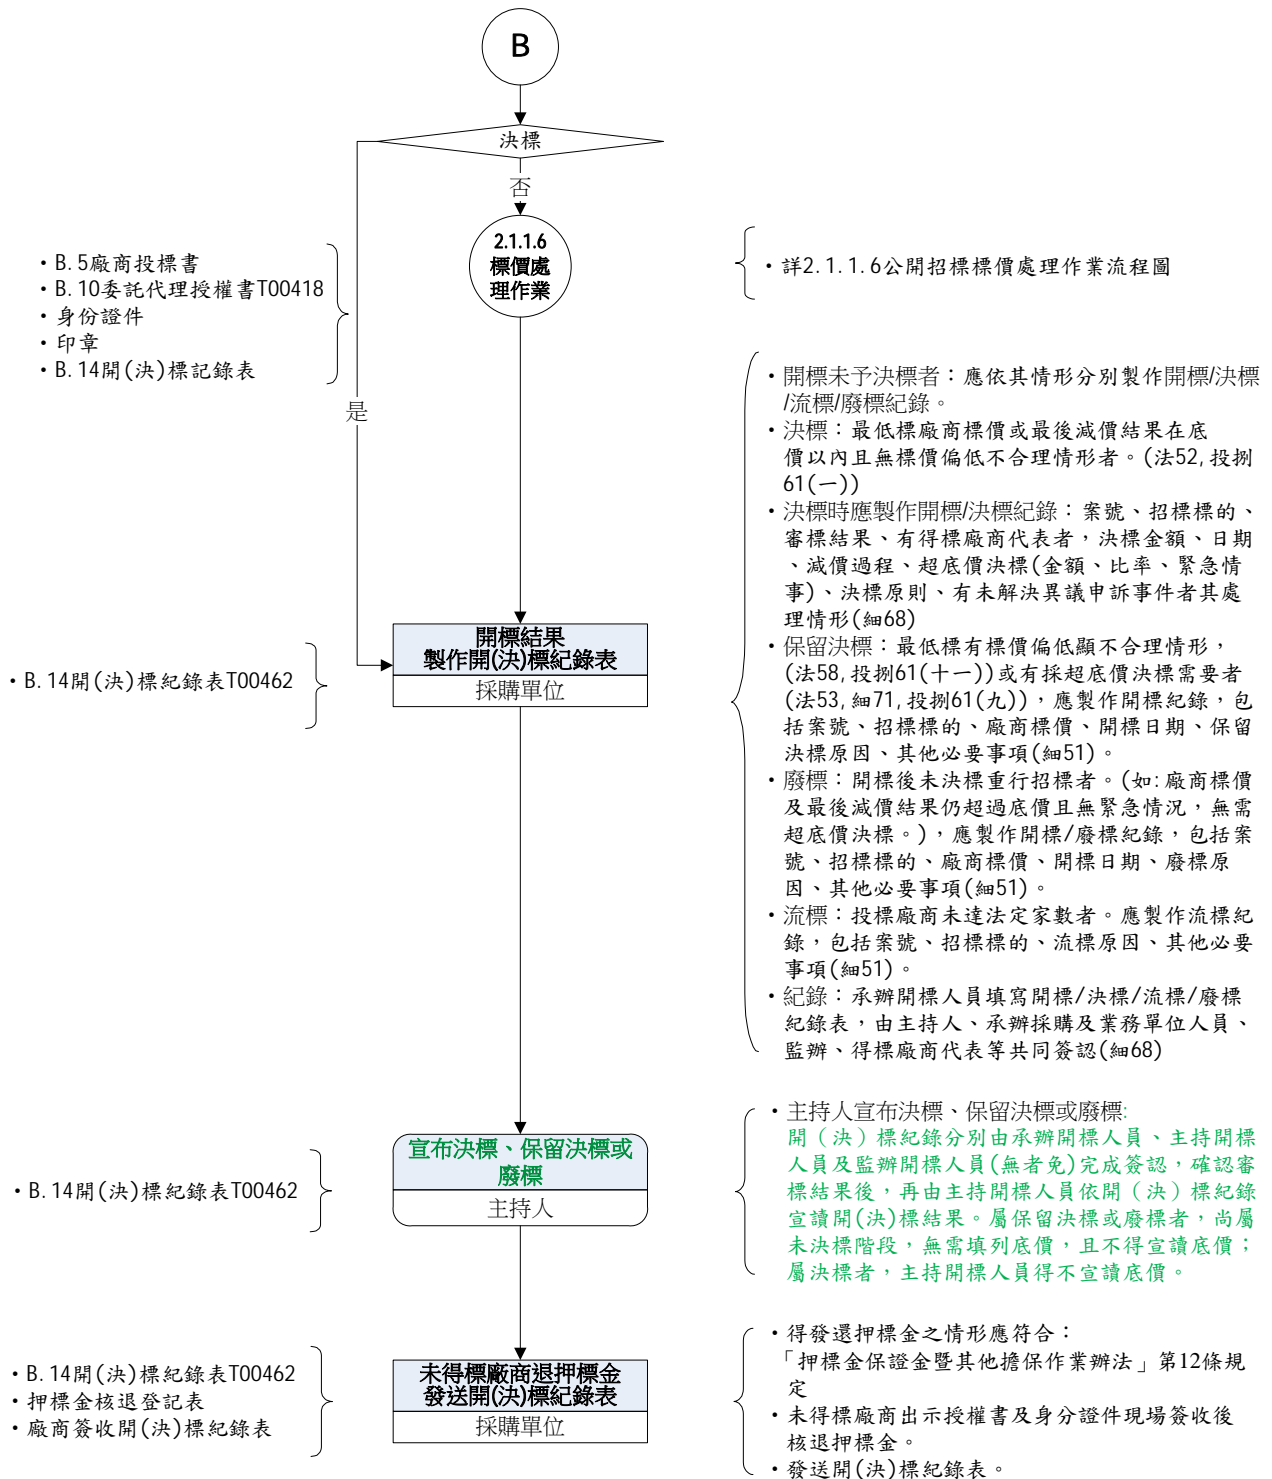 B
決標
否
是
2.1.1.6
標價處
理作業
・B.5廠商投標書
・B.10委託代理授權書T00418
・身份證件
・印章
・B.14開(決)標記錄表
・詳2.1.1.6公開招標標價處理作業流程圖
・開標未予決標者：應依其情形分別製作開標/決標
/流標/廢標紀錄。
・決標：最低標廠商標價或最後減價結果在底
價以內且無標價偏低不合理情形者。(法52,投捌
61(一))
・決標時應製作開標/決標紀錄：案號、招標標的、
審標結果、有得標廠商代表者，決標金額、日期
、減價過程、超底價決標(金額、比率、緊急情
事)、決標原則、有未解決異議申訴事件者其處
理情形(細68)
・保留決標：最低標有標價偏低顯不合理情形，
(法58,投捌61(十一))或有採超底價決標需要者
(法53,細71,投捌61(九))，應製作開標紀錄，包
括案號、招標標的、廠商標價、開標日期、保留
決標原因、其他必要事項(細51)。
・廢標：開標後未決標重行招標者。(如:廠商標價
及最後減價結果仍超過底價且無緊急情況，無需
超底價決標。)，應製作開標/廢標紀錄，包括案
號、招標標的、廠商標價、開標日期、廢標原
因、其他必要事項(細51)。
・流標：投標廠商未達法定家數者。應製作流標紀
錄，包括案號、招標標的、流標原因、其他必要
事項(細51)。
・紀錄：承辦開標人員填寫開標/決標/流標/廢標
紀錄表，由主持人、承辦採購及業務單位人員、
監辦、得標廠商代表等共同簽認(細68)
開標結果
製作開(決)標紀錄表
採購單位
・B.14開(決)標紀錄表T00462
宣布決標、保留決標或
廢標
主持人
・B.14開(決)標紀錄表T00462
・主持人宣布決標、保留決標或廢標:
開（決）標紀錄分別由承辦開標人員、主持開標
人員及監辦開標人員(無者免)完成簽認，確認審
標結果後，再由主持開標人員依開（決）標紀錄
宣讀開(決)標結果。屬保留決標或廢標者，尚屬
未決標階段，無需填列底價，且不得宣讀底價；
屬決標者，主持開標人員得不宣讀底價。
未得標廠商退押標金
發送開(決)標紀錄表
採購單位
・B.14開(決)標紀錄表T00462
・押標金核退登記表
・廠商簽收開(決)標紀錄表
・得發還押標金之情形應符合：
「押標金保證金暨其他擔保作業辦法」第12條規
定
・未得標廠商出示授權書及身分證件現場簽收後
核退押標金。
・發送開(決)標紀錄表。